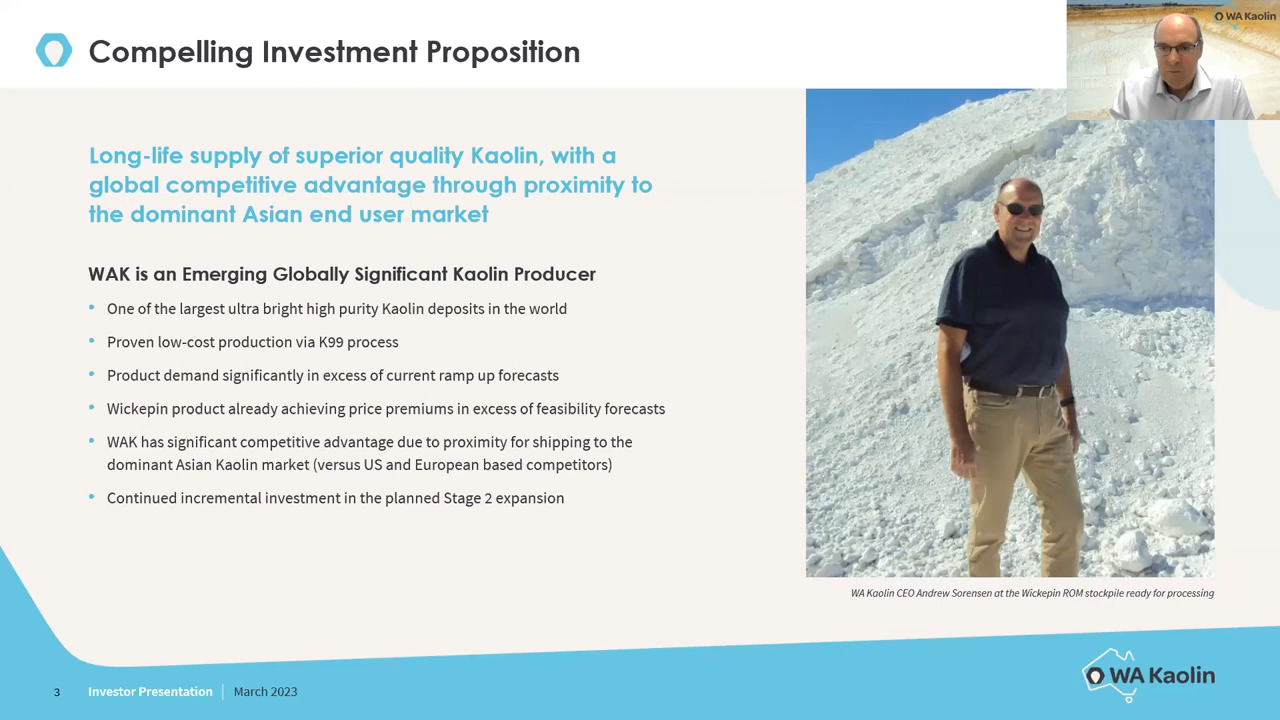 Compelling Investment Proposition
WA Kaolin
Long-life supply of superior quality Kaolin, with a
global competitive advantage through proximity to
the dominant Asian end user market
WAK is an Emerging Globally Significant Kaolin Producer
• One of the largest ultra bright high purity Kaolin deposits in the world
• Proven low-cost production via K99 process
• Product demand significantly in excess of current ramp up forecasts
• Wickepin product already achieving price premiums in excess of feasibility forecasts
• WAK has significant competitive advantage due to proximity for shipping to the
dominant Asian Kaolin market (versus US and European based competitors)
• Continued incremental investment in the planned Stage 2 expansion
WA Kaolin CEO Andrew Sorensen at the Wickepin ROM stockpile ready for processing
3 Investor Presentation | March 2023
WA Kaolin